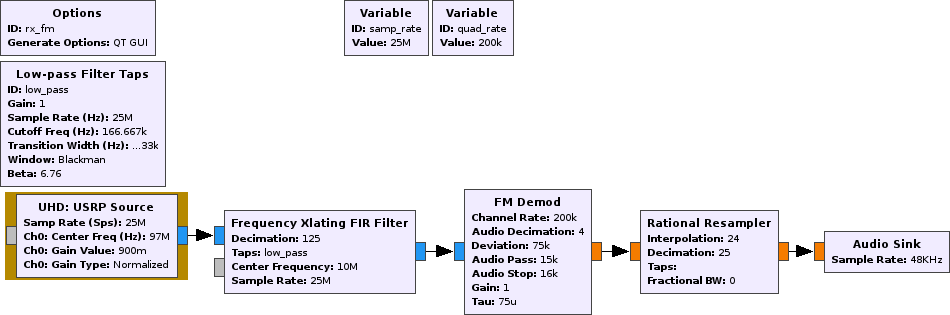 Options
ID: rx_fm
Generate Options: QT GUI
Variable
ID: samp_rate
Value: 25M
Variable
ID: quad_rate
Value: 200k
Low-pass Filter Taps
ID: low_pass
Gain: 1
Sample Rate (Hz): 25M
Cutoff Freq (Hz): 166.667k
Transition Width (Hz): ...33k
Window: Blackman
Beta: 6.76
UHD: USRP Source
Samp Rate (Sps): 25M
Ch0: Center Freq (Hz): 97M
Ch0: Gain Value: 900m
Ch0: Gain Type: Normalized
Frequency Xlating FIR Filter
Decimation: 125
Taps: low_pass
Center Frequency: 10M
Sample Rate: 25M
FM Demod
Channel Rate: 200k
Audio Decimation: 4
Deviation: 75k
Audio Pass: 15k
Audio Stop: 16k
Gain: 1
Tau: 75u
Rational Resampler
Interpolation: 24
Decimation: 25
Taps:
Fractional BW: 0
Audio Sink
Sample Rate: 48KHz